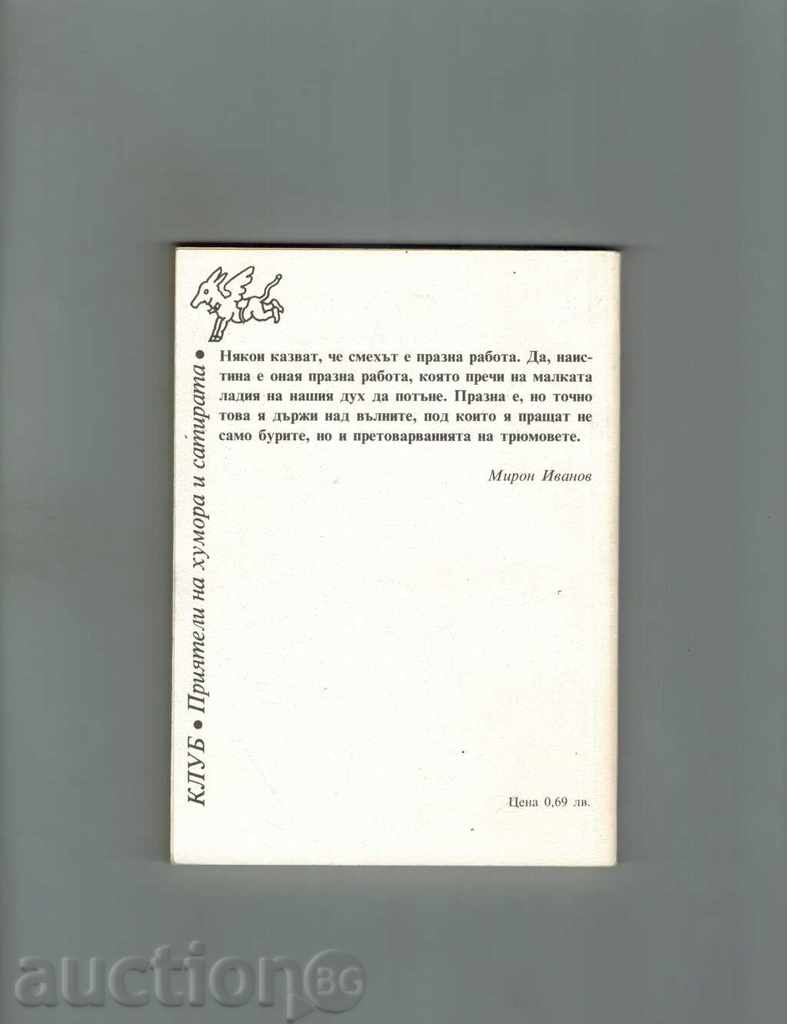 Някои казват, че смехът е празна работа. Да, наис-
тина е оная празна работа, която пречи на малката
ладия на нашия дух да потъне. Празна е, но точно
това я държи над вълните, под които я пращат не
само бурите, но и претоварванията на трюмовете.
Мирон Иванов
КЛУБ • Приятели на хумора и сатирата •
Цена 0,69 лв.
auctionBG